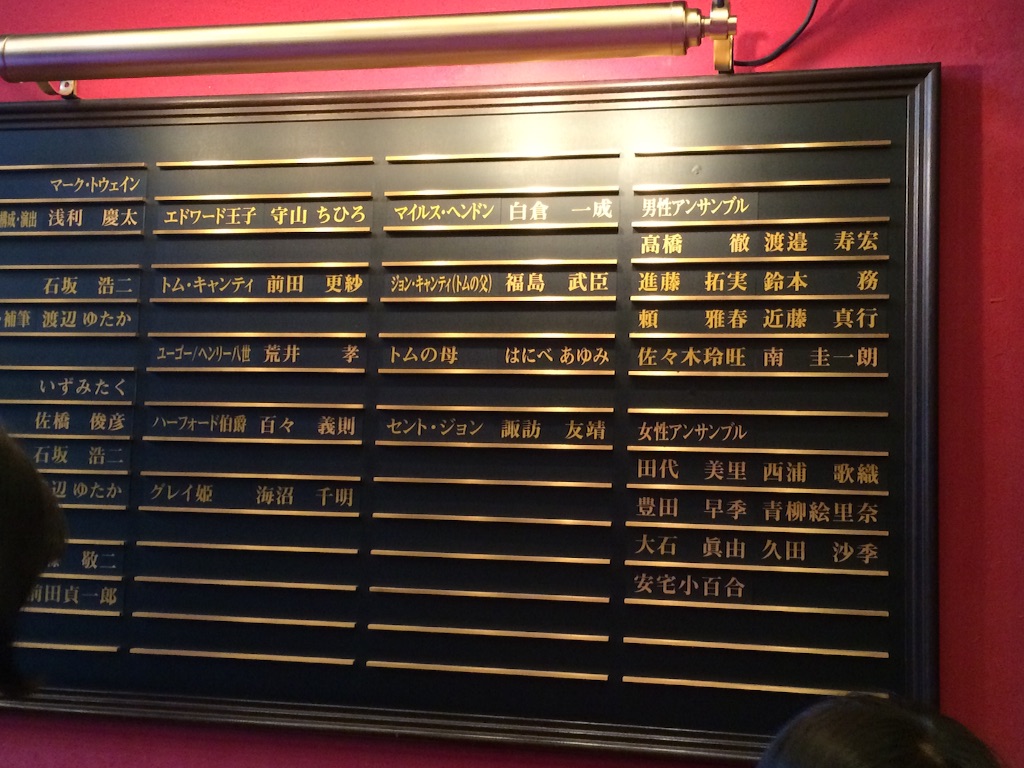 マーク・トウェイン
構成・演出 浅利 慶太
石坂 浩二
補筆 渡辺 ゆたか
いずみたく
佐橋 俊彦
石坂 浩二
辺 ゆたか
敬二
前田貞一郎
エドワード王子 守山 ちひろ
トム・キャンティ 前田 更紗
ユーゴー/ヘンリー八世 荒井 孝
ハーフォード伯爵 百々 義則
グレイ姫 海沼 千明
マイルス・ヘンドン 白倉 一成
ジョン・キャンティ(トムの父) 福島 武臣
トムの母 はにべ あゆみ
セント・ジョン 諏訪 友靖
男性アンサンブル
高橋 徹 渡邉 寿宏
進藤 拓実 鈴本 務
頼 雅春 近藤 真行
佐々木玲旺 南 圭一朗
女性アンサンブル
田代 美里 西浦 歌織
豊田 早季 青柳絵里奈
大石 眞由 久田 沙季
安宅小百合